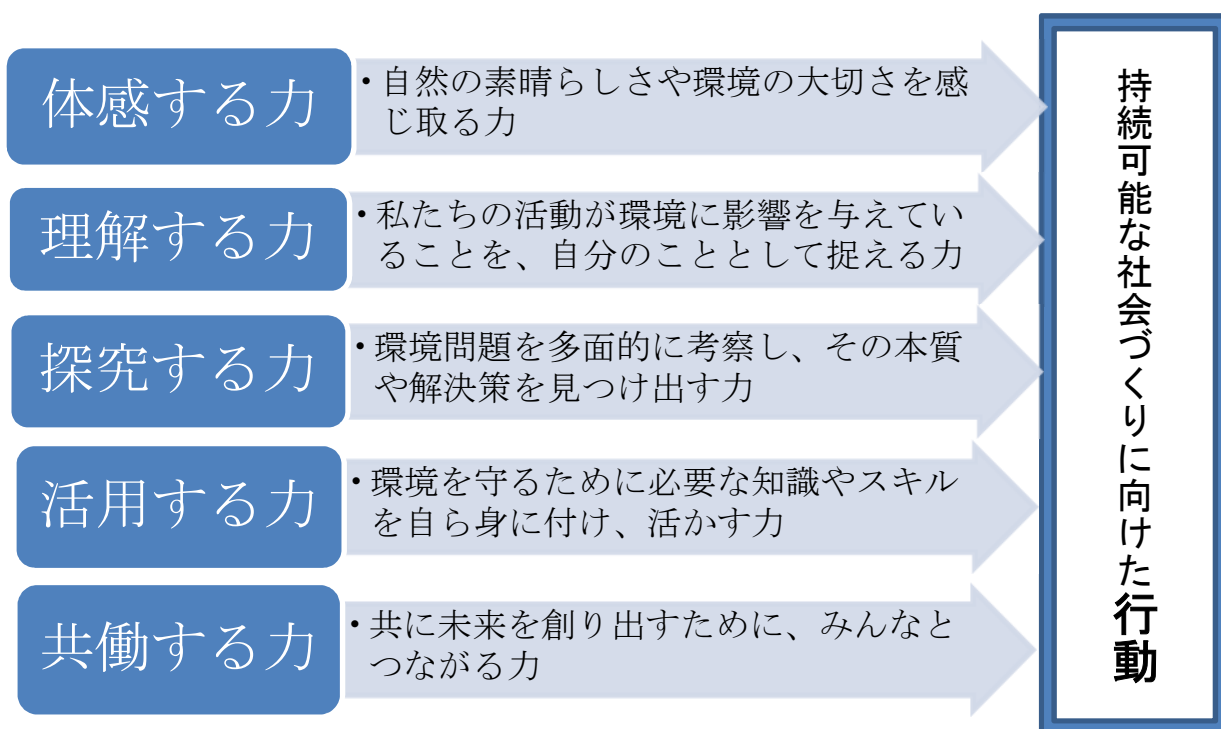 体感する力
・自然の素晴らしさや環境の大切さを感
じ取る力
理解する力
・私たちの活動が環境に影響を与えてい
ることを、自分のこととして捉える力
探究する力
・環境問題を多面的に考察し、その本質
や解決策を見つけ出す力
活用する力
・環境を守るために必要な知識やスキル
を自ら身に付け、活かす力
共働する力
・共に未来を創り出すために、みんなと
つながる力
持続可能な社会づくりに向けた行動